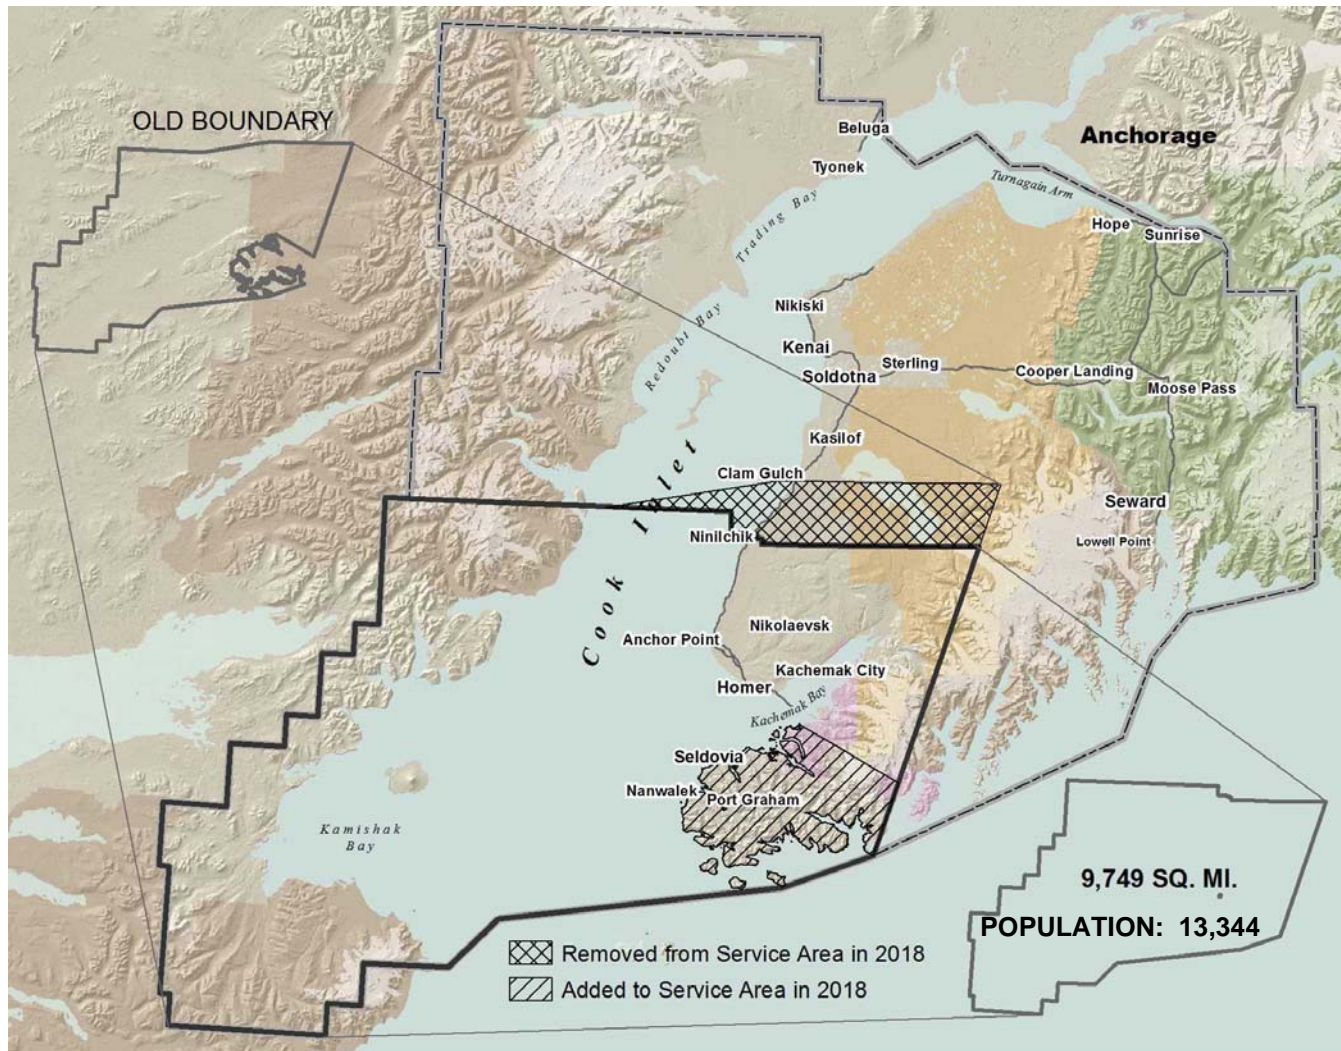 OLD BOUNDARY
Beluga
Anchorage
Tyonek
Turnagain Arm
Trading Bay
Hope
Sunrise
Nikiski
Redoubt Bay
Kenai
Sterling
Soldotna
Cooper Landing
Moose Pass
Kasilof
Clam Gulch
Cook Inlet
Seward
Ninilchik
Lowell Point
Nikolaevsk
Anchor Point
Kachemak City
Homer
Kachemak Bay
Seldovia
Nanwalek
Port Graham
Kamishak
Bay
9,749 SQ. MI.
POPULATION: 13,344
Removed from Service Area in 2018
Added to Service Area in 2018